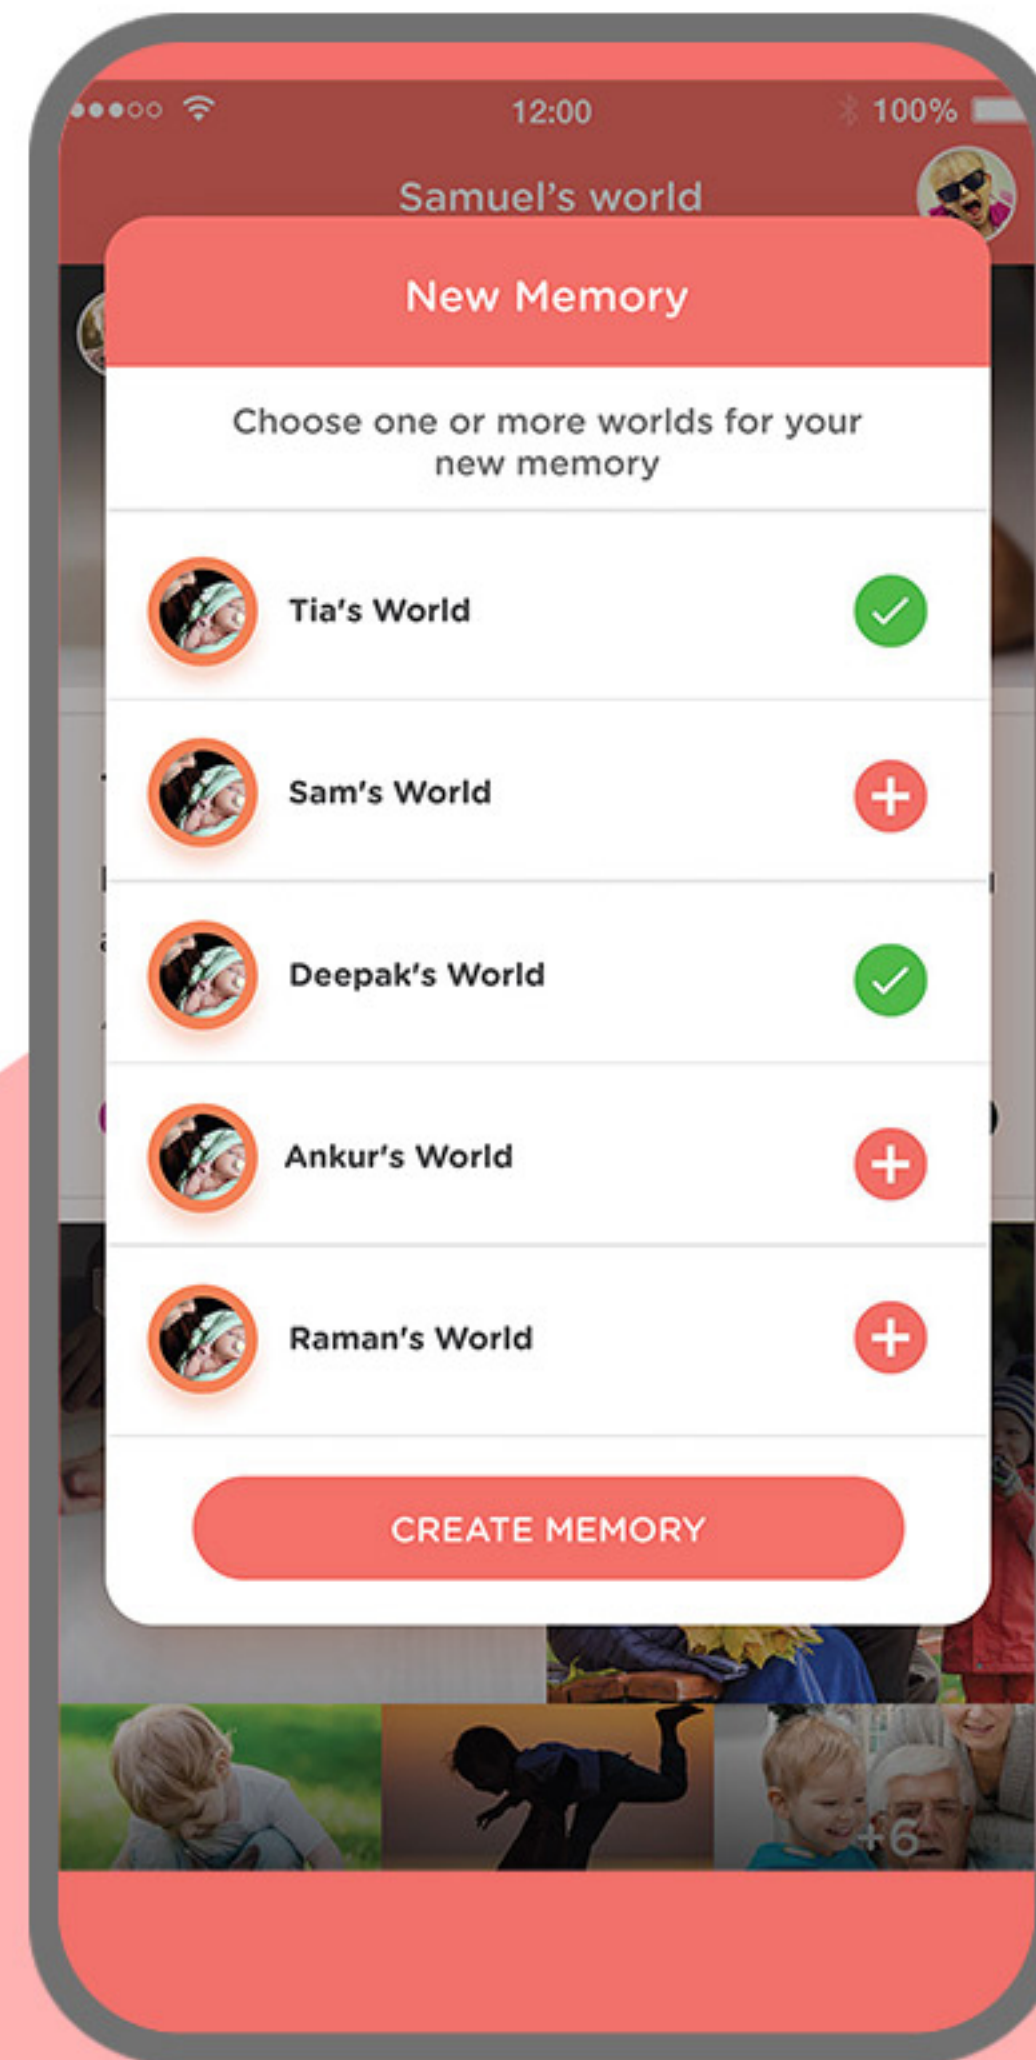 12:00
100%
Samuel’s world
New Memory
Choose one or more worlds for your
new memory
Tia's World
Sam's World
Deepak's World
Ankur's World
Raman's World
CREATE MEMORY
+6